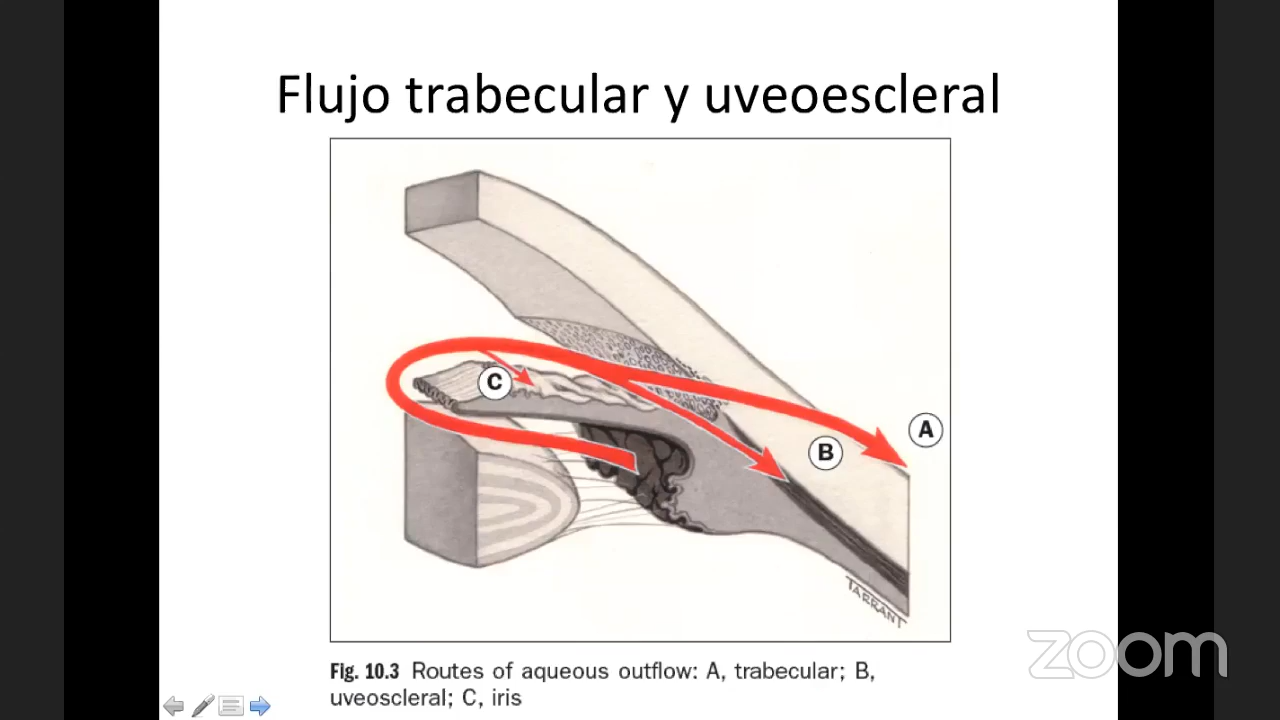 Flujo trabecular y uveoescleral
C
A
B
TARRANT
Fig. 10.3 Routes of aqueous outflow: A, trabecular; B,
uveoscleral; C, iris
zoom